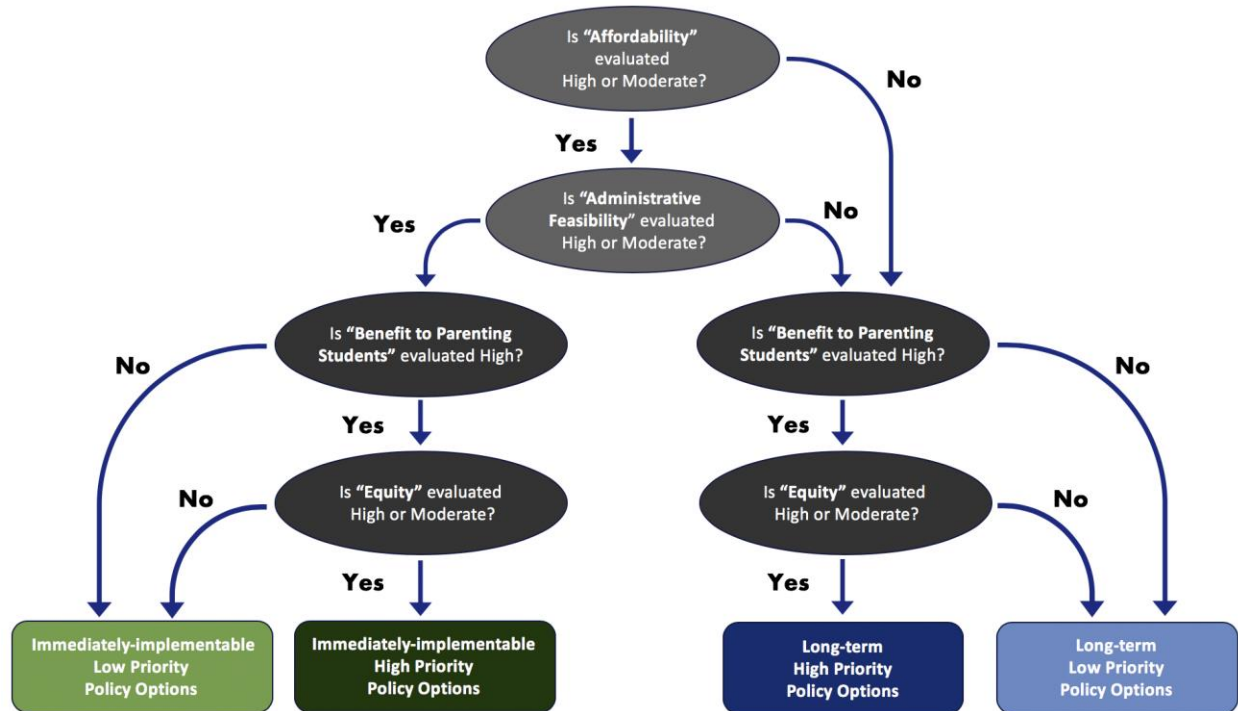 Is “Affordability”
evaluated
High or Moderate?
No
Yes
Is “Administrative
Feasibility” evaluated
High or Moderate?
Yes
No
Is “Benefit to Parenting
Students” evaluated High?
Is “Benefit to Parenting
Students” evaluated High?
No
Yes
Yes
No
Is “Equity” evaluated
High or Moderate?
Is “Equity” evaluated
High or Moderate?
No
Yes
Yes
No
Immediately-implementable
Low Priority
Policy Options
Immediately-implementable
High Priority
Policy Options
Long-term
High Priority
Policy Options
Long-term
Low Priority
Policy Options